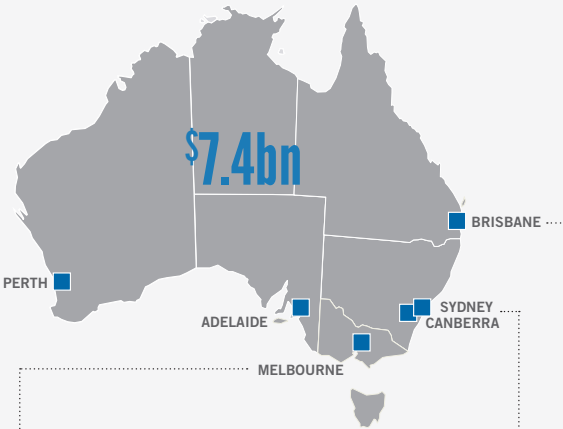 $7.4bn
BRISBANE
PERTH
SYDNEY
ADELAIDE
CANBERRA
MELBOURNE